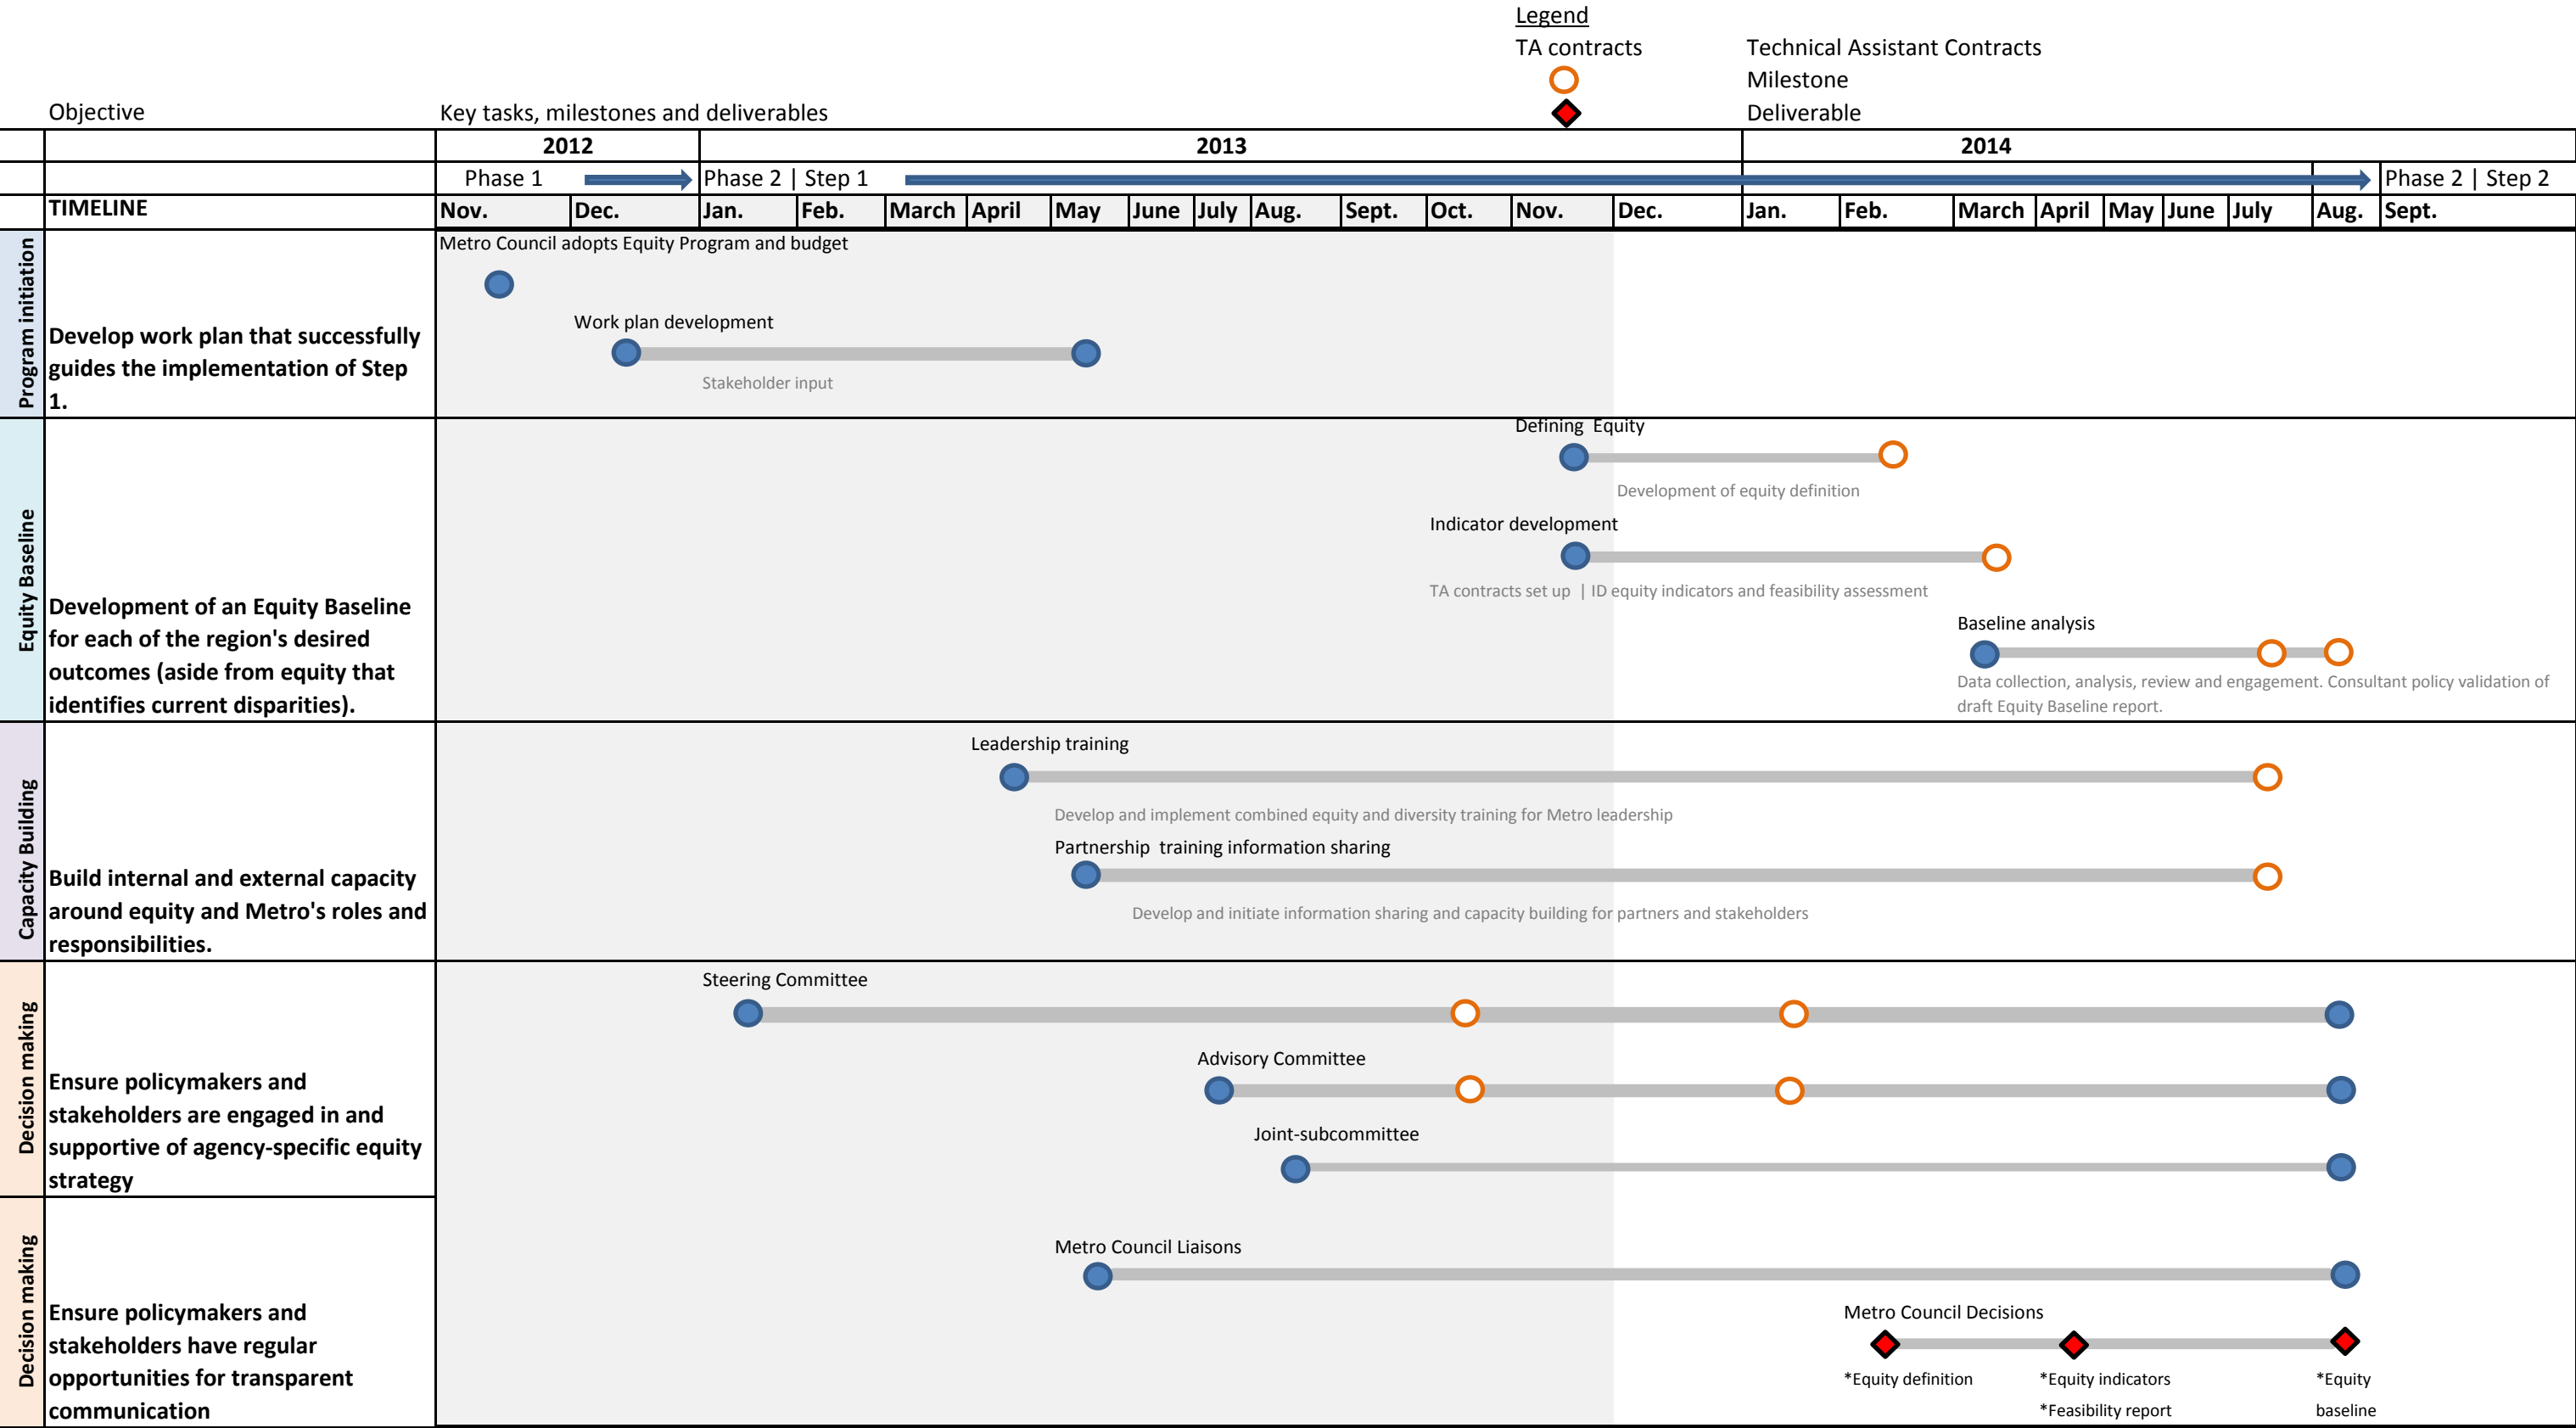 Legend
TA contracts Technical Assistant Contracts
Milestone
Deliverable
Objective Key tasks, milestones and deliverables
2012 2013 2014
Phase 1 Phase 2 | Step 1 Phase 2 | Step 2
TIMELINE Nov. Dec. Jan. Feb. March April May June July Aug. Sept. Oct. Nov. Dec. Jan. Feb. March April May June July Aug. Sept.
Program initiation
Develop work plan that successfully
guides the implementation of Step
1.
Metro Council adopts Equity Program and budget
Work plan development
Stakeholder input
Equity Baseline
Development of an Equity Baseline
for each of the region's desired
outcomes (aside from equity that
identifies current disparities).
Defining Equity
Development of equity definition
Indicator development
TA contracts set up | ID equity indicators and feasibility assessment
Baseline analysis
Data collection, analysis, review and engagement. Consultant policy validation of
draft Equity Baseline report.
Capacity Building
Build internal and external capacity
around equity and Metro's roles and
responsibilities.
Leadership training
Develop and implement combined equity and diversity training for Metro leadership
Partnership training information sharing
Develop and initiate information sharing and capacity building for partners and stakeholders
Decision making
Ensure policymakers and
stakeholders are engaged in and
supportive of agency-specific equity
strategy
Steering Committee
Advisory Committee
Joint-subcommittee
Decision making
Ensure policymakers and
stakeholders have regular
opportunities for transparent
communication
Metro Council Liaisons
Metro Council Decisions
*Equity definition *Equity indicators *Equity
*Feasibility report baseline